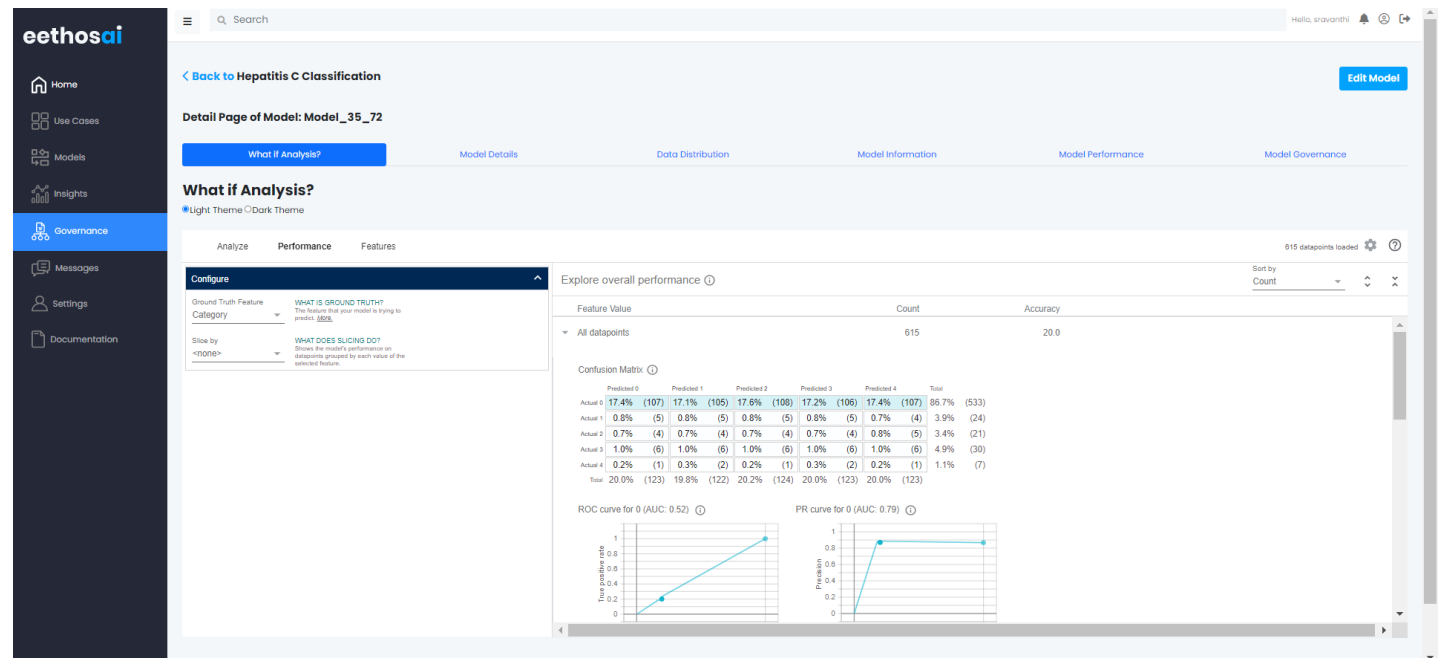 eethosai
Search
Hello, sravanthi
Home
Use Cases
Models
Insights
Governance
Messages
Settings
Documentation
< Back to Hepatitis C Classification
Edit Model
Detail Page of Model: Model_35_72
What if Analysis? Model Details Data Distribution Model Information Model Performance Model Governance
What if Analysis?
Light Theme Dark Theme
Analyze Performance Features
615 datapoints loaded
Configure
Ground Truth Feature
Category
WHAT IS GROUND TRUTH?
The feature that your model is trying to
predict. More.
Slice by
<none>
WHAT DOES SLICING DO?
Shows the model's performance on
datapoints grouped by each value of the
selected feature.
Explore overall performance
Sort by
Count
Feature Value Count Accuracy
All datapoints 615 20.0
Confusion Matrix
Predicted 0 Predicted 1 Predicted 2 Predicted 3 Predicted 4 Total
Actual 0 17.4% (107) 17.1% (105) 17.6% (108) 17.2% (106) 17.4% (107) 86.7% (533)
Actual 1 0.8% (5) 0.8% (5) 0.8% (5) 0.8% (5) 0.7% (4) 3.9% (24)
Actual 2 0.7% (4) 0.7% (4) 0.7% (4) 0.7% (4) 0.8% (5) 3.4% (21)
Actual 3 1.0% (6) 1.0% (6) 1.0% (6) 1.0% (6) 1.0% (6) 4.9% (30)
Actual 4 0.2% (1) 0.3% (2) 0.2% (1) 0.3% (2) 0.2% (1) 1.1% (7)
Total 20.0% (123) 19.8% (122) 20.2% (124) 20.0% (123) 20.0% (123)
ROC curve for 0 (AUC: 0.52)
True positive rate
1
0.8
0.6
0.4
0.2
0
PR curve for 0 (AUC: 0.79)
Precision
1
0.8
0.6
0.4
0.2
0